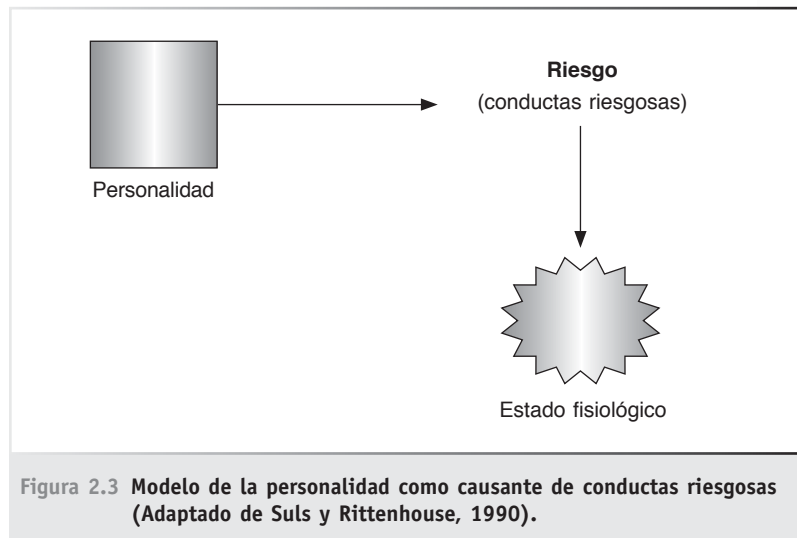 Riesgo
(conductas riesgosas)
Personalidad
Estado fisiológico
Figura 2.3 Modelo de la personalidad como causante de conductas riesgosas
(Adaptado de Suls y Rittenhouse, 1990).